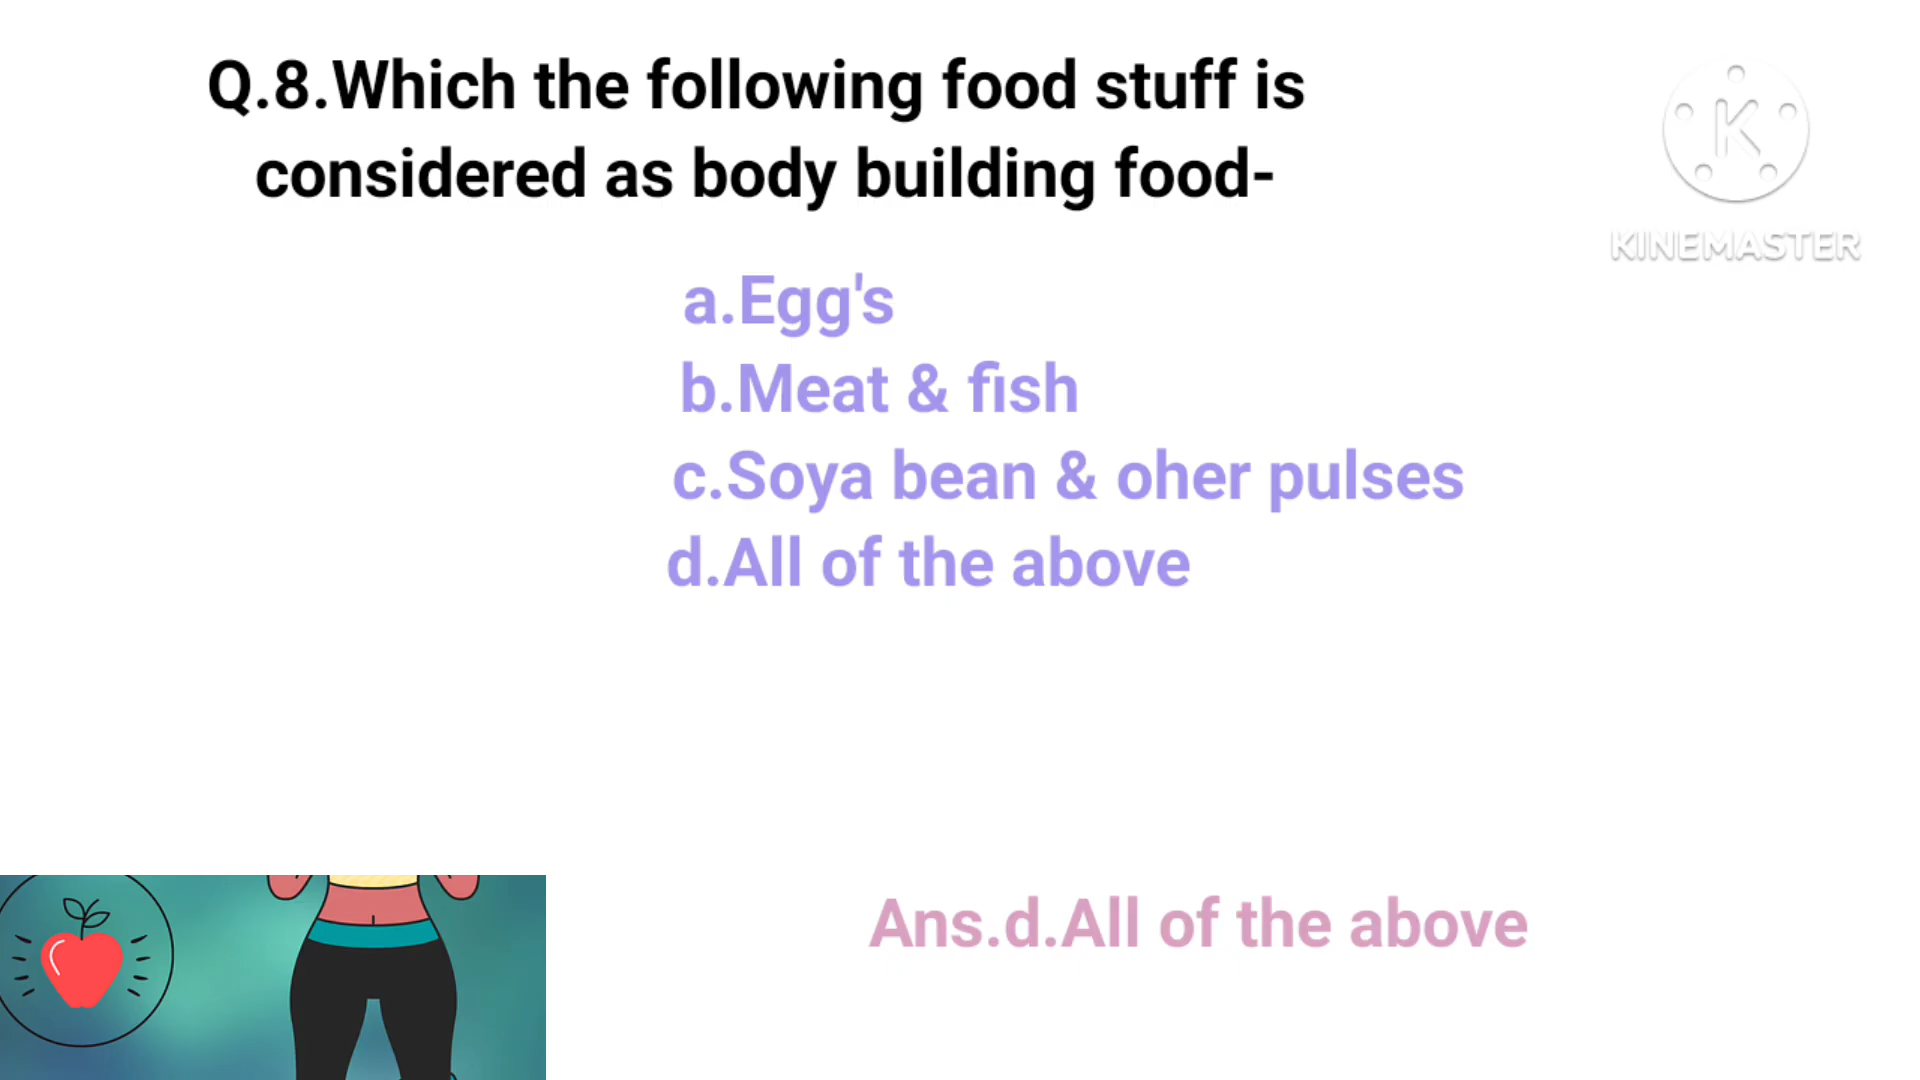 Q.8.Which the following food stuff is
considered as body building food-
K
KINEMASTER
a.Egg's
b.Meat & fish
c.Soya bean & oher pulses
d.All of the above
Ans.d.All of the above